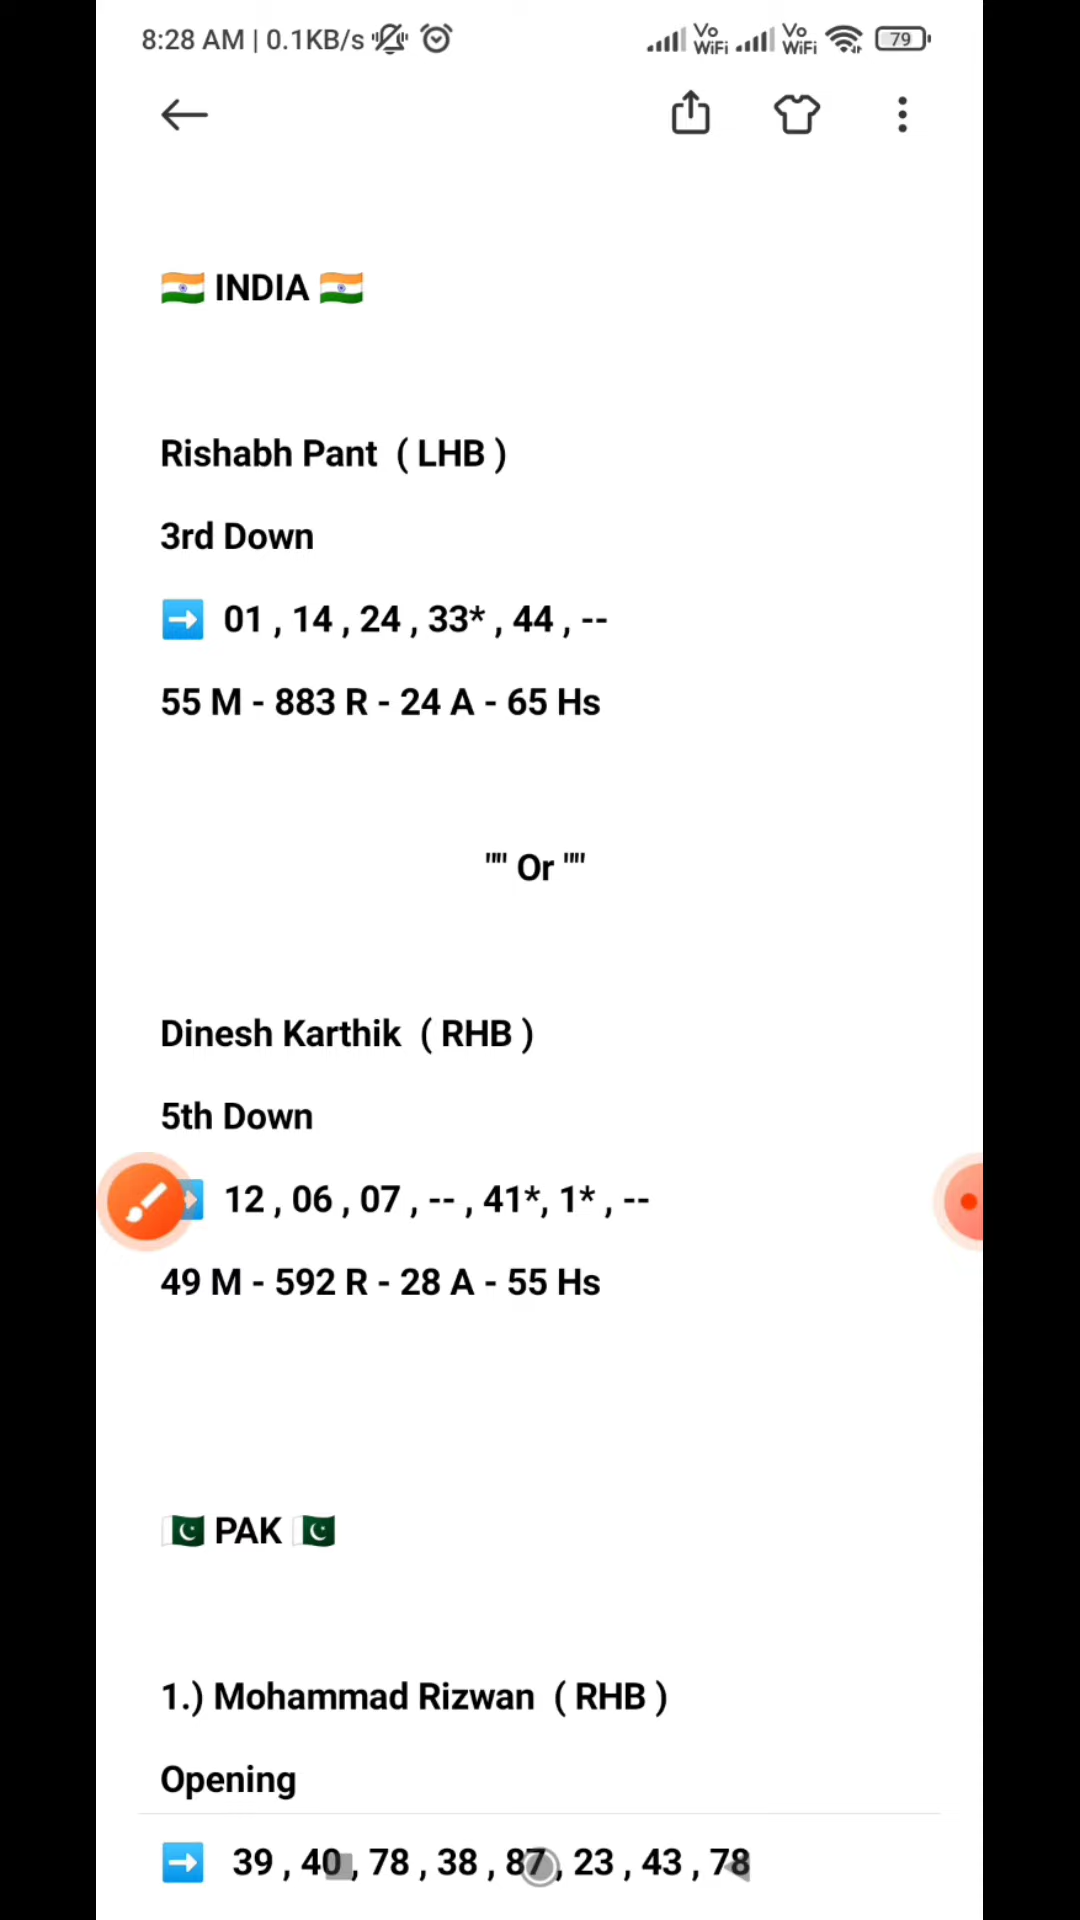 8:28 AM | 0.1KB/s Vo WiFi Vo WiFi 79
🇮🇳 INDIA 🇮🇳
Rishabh Pant ( LHB )
3rd Down
➡️ 01 , 14 , 24 , 33* , 44 , --
55 M - 883 R - 24 A - 65 Hs
"" Or ""
Dinesh Karthik ( RHB )
5th Down
➡️ 12 , 06 , 07 , -- , 41*, 1* , --
49 M - 592 R - 28 A - 55 Hs
🇵🇰 PAK 🇵🇰
1.) Mohammad Rizwan ( RHB )
Opening
➡️ 39 , 40 , 78 , 38 , 87 , 23 , 43 , 78